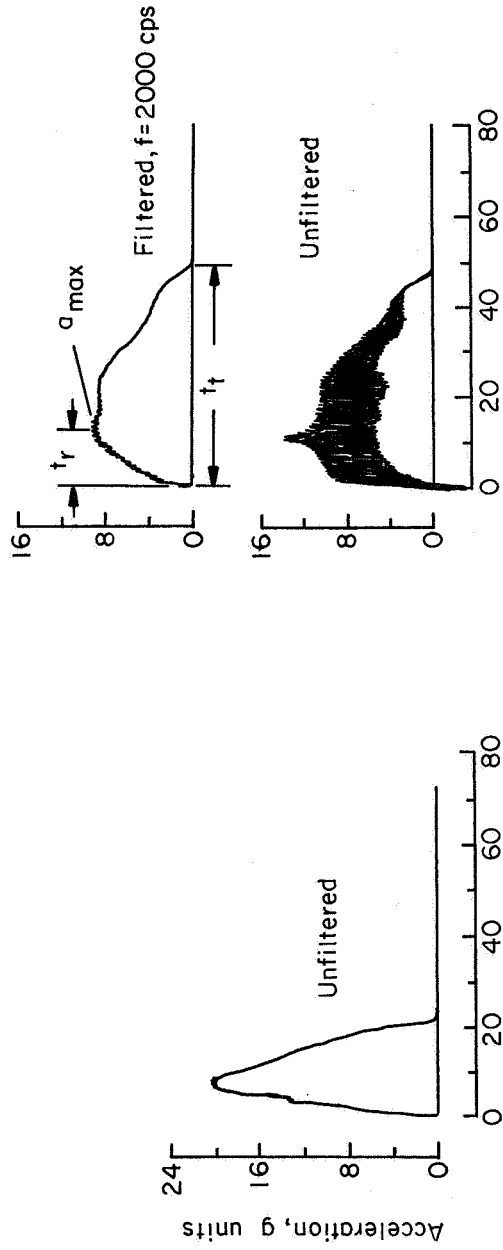 Acceleration, g units
24
16
8
0
Unfiltered
0
20
40
60
80
16
8
0
t_r
a_max
Filtered, f=2000 cps
t_t
16
8
0
Unfiltered
0
20
40
60
80